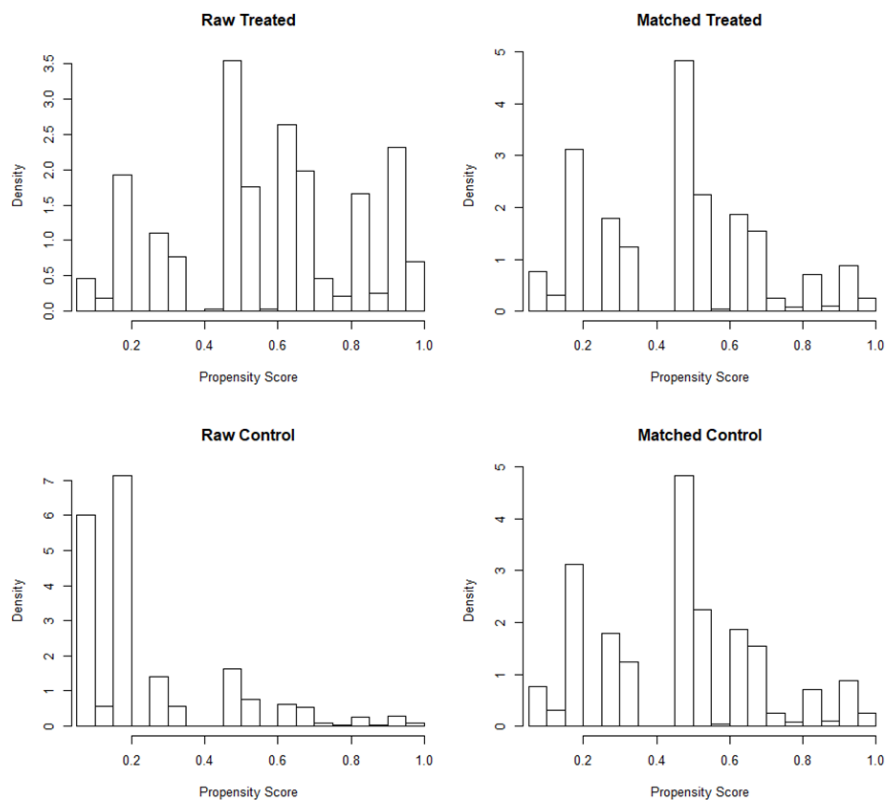 Raw Treated
Density
0.0 0.5 1.0 1.5 2.0 2.5 3.0 3.5
0.2 0.4 0.6 0.8 1.0
Propensity Score
Matched Treated
Density
0 1 2 3 4 5
0.2 0.4 0.6 0.8 1.0
Propensity Score
Raw Control
Density
0 1 2 3 4 5 6 7
0.2 0.4 0.6 0.8 1.0
Propensity Score
Matched Control
Density
0 1 2 3 4 5
0.2 0.4 0.6 0.8 1.0
Propensity Score